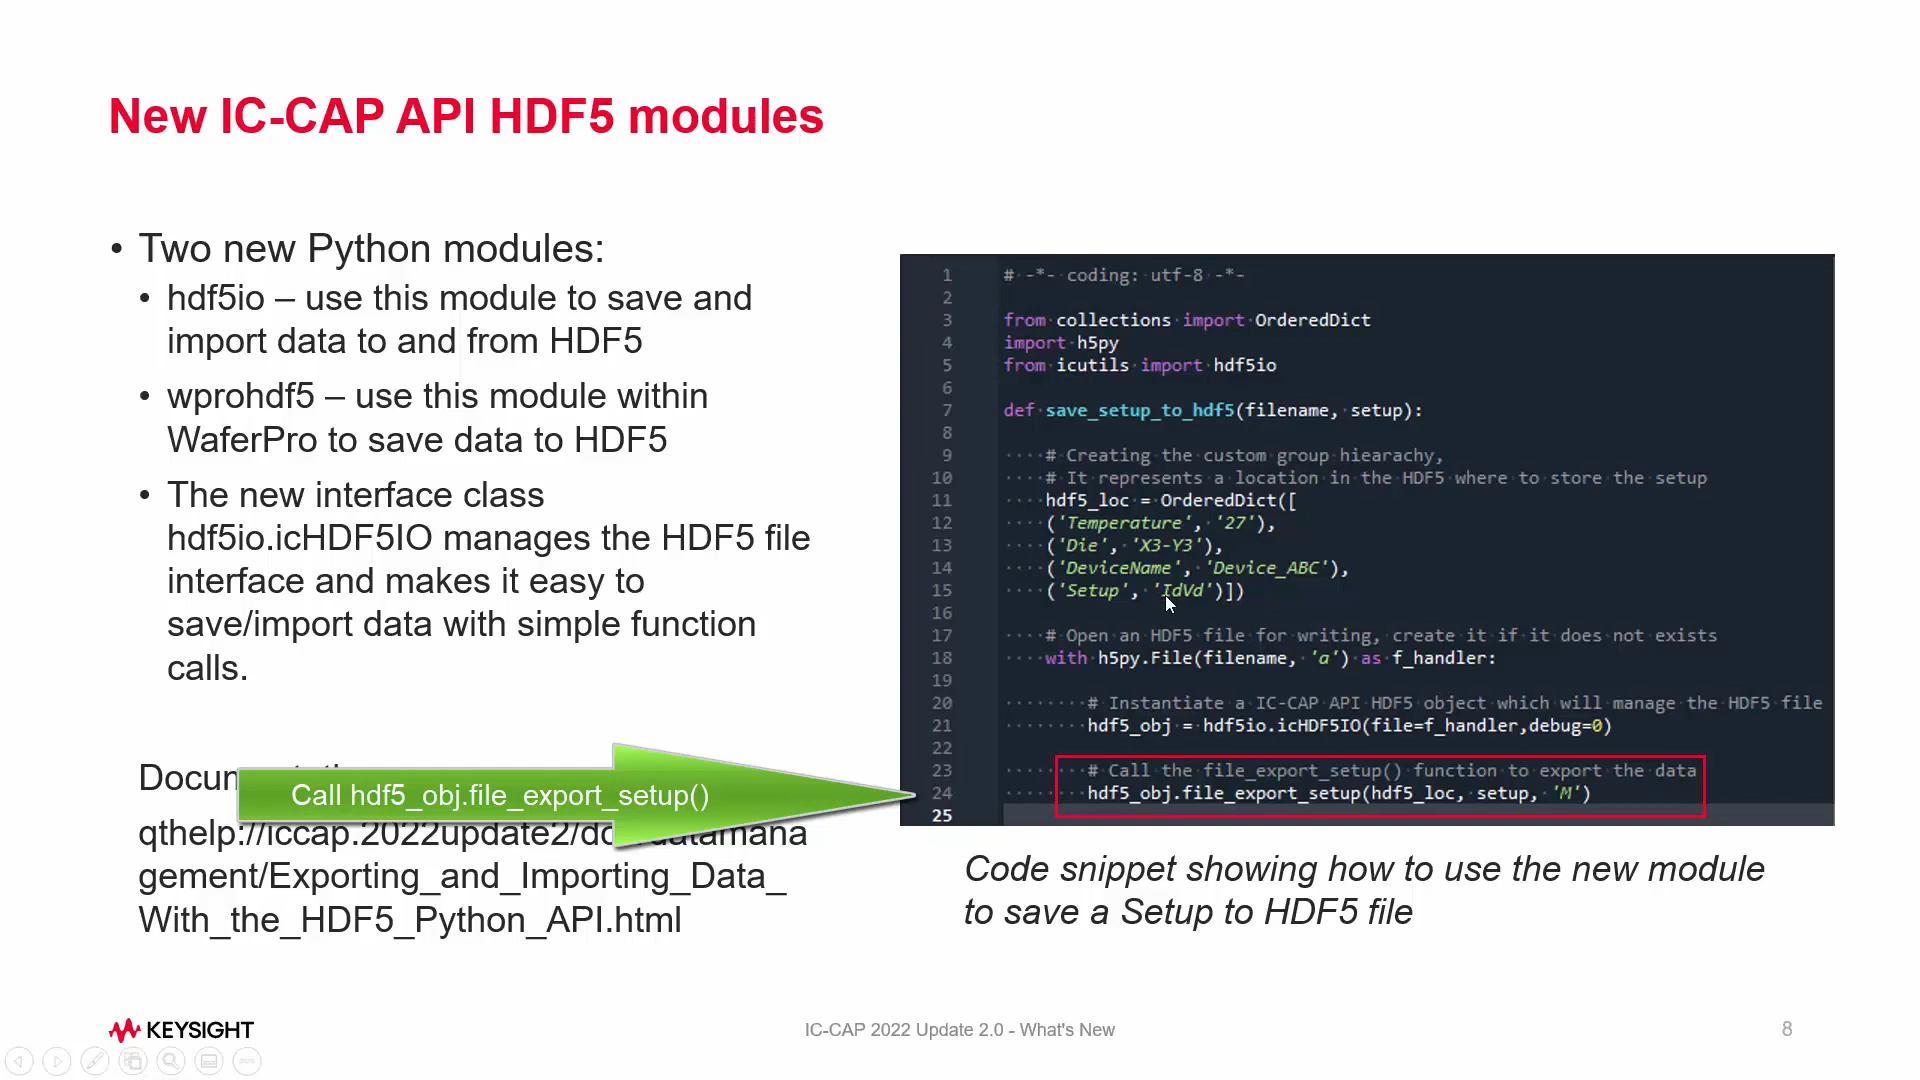 New IC-CAP API HDF5 modules
• Two new Python modules:
• hdf5io – use this module to save and
import data to and from HDF5
• wprohdf5 – use this module within
WaferPro to save data to HDF5
• The new interface class
hdf5io.icHDF5IO manages the HDF5 file
interface and makes it easy to
save/import data with simple function
calls.
Call hdf5_obj.file_export_setup()
gement/Exporting_and_Importing_Data_
With_the_HDF5_Python_API.html
1 # -*- coding: utf-8 -*-
2
3 from collections import OrderedDict
4 import h5py
5 from icutils import hdf5io
6
7 def save_setup_to_hdf5(filename, setup):
8
9 # Creating the custom group hiearachy,
10 # It represents a location in the HDF5 where to store the setup
11 hdf5_loc = OrderedDict([
12 ('Temperature', '27'),
13 ('Die', 'X3-Y3'),
14 ('DeviceName', 'Device_ABC'),
15 ('Setup', 'IdVd')])
16
17 # Open an HDF5 file for writing, create it if it does not exists
18 with h5py.File(filename, 'a') as f_handler:
19
20 # Instantiate a IC-CAP API HDF5 object which will manage the HDF5 file
21 hdf5_obj = hdf5io.icHDF5IO(file=f_handler,debug=0)
22
23 # Call the file_export_setup() function to export the data
24 hdf5_obj.file_export_setup(hdf5_loc, setup, 'M')
25
Code snippet showing how to use the new module
to save a Setup to HDF5 file
KEYSIGHT
IC-CAP 2022 Update 2.0 - What's New
8